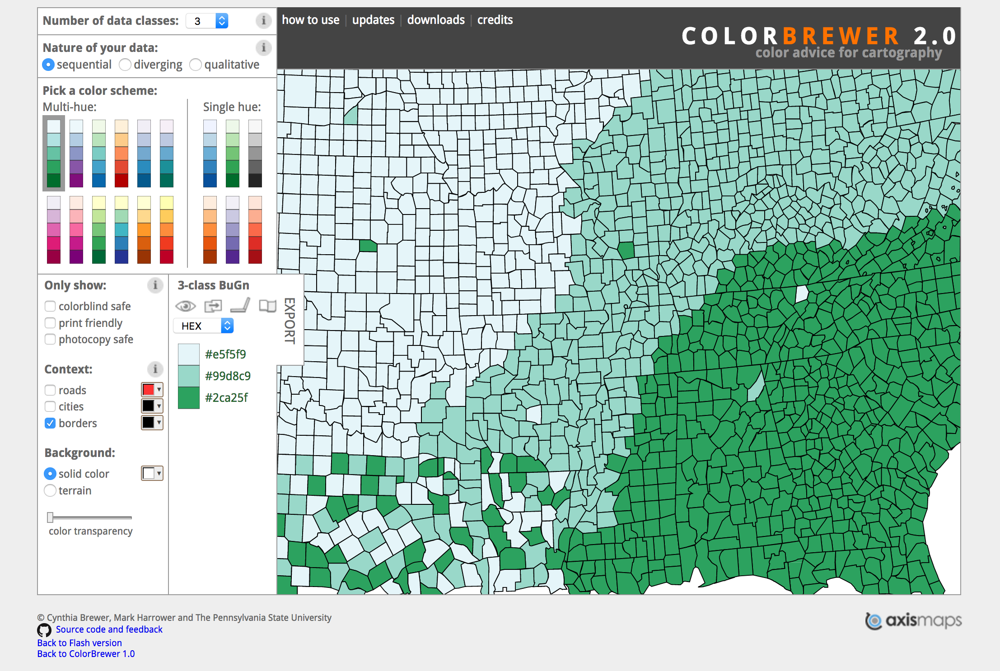 Number of data classes: 3 i
how to use | updates | downloads | credits
COLORBREWER 2.0
color advice for cartography
Nature of your data: i
sequential diverging qualitative
Pick a color scheme:
Multi-hue: Single hue:
Only show: i
colorblind safe
print friendly
photocopy safe
Context: i
roads
cities
borders
Background:
solid color
terrain
color transparency
3-class BuGn
EXPORT
HEX
#e5f5f9
#99d8c9
#2ca25f
© Cynthia Brewer, Mark Harrower and The Pennsylvania State University
Source code and feedback
Back to Flash version
Back to ColorBrewer 1.0
axismaps